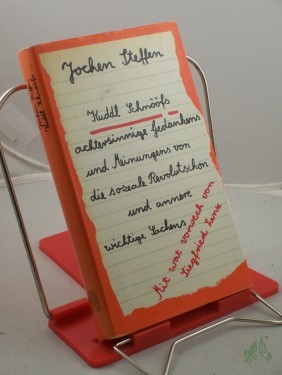 Jochen Steffen
Kuddl Schnööfs
achtersinnige Gedankens
und Meinungens von
die soziale Revolutschon
und annere
wichtige Sachens
Mit wat vorwech von
Siegfried Lenz